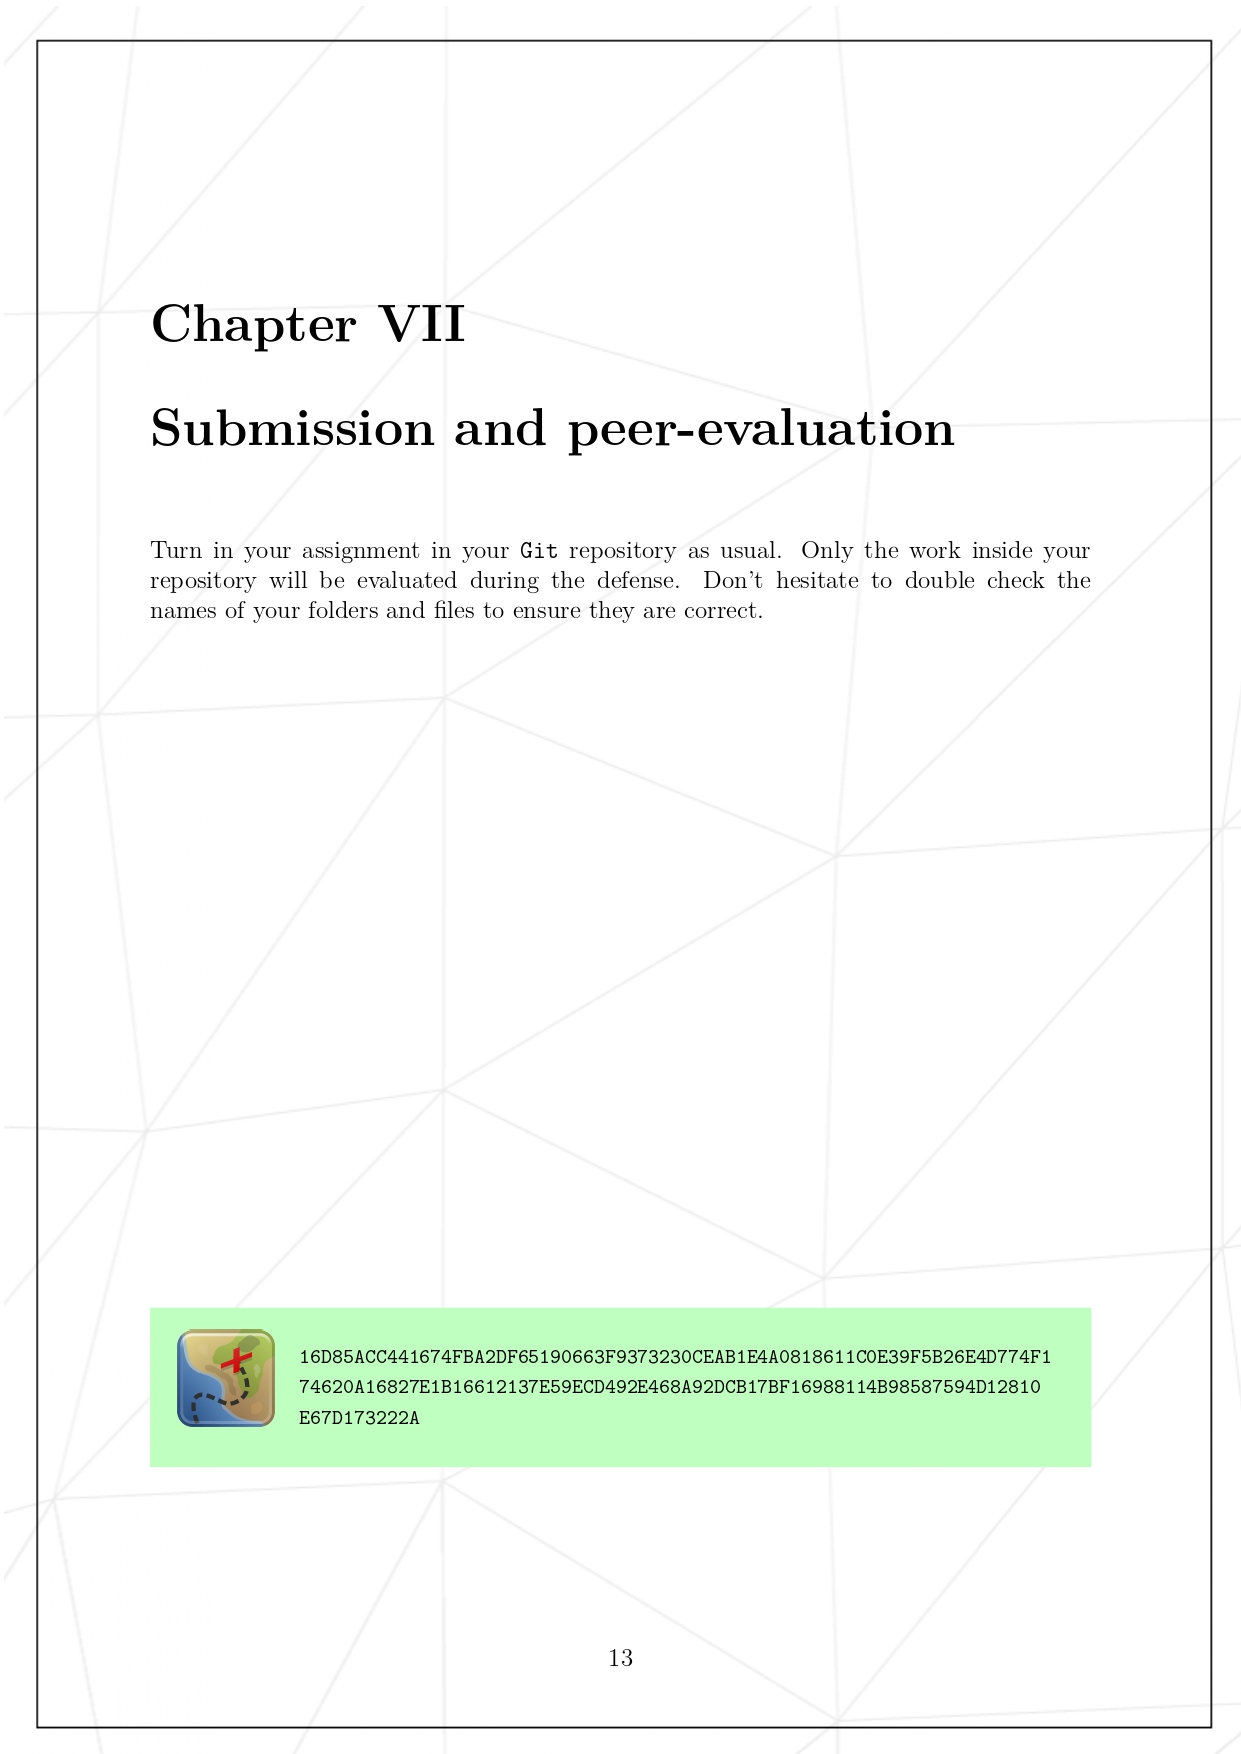 Chapter VII
Submission and peer-evaluation
Turn in your assignment in your Git repository as usual. Only the work inside your
repository will be evaluated during the defense. Don't hesitate to double check the
names of your folders and files to ensure they are correct.
16D85ACC441674FBA2DF65190663F9373230CEAB1E4A0818611C0E39F5B26E4D774F1
74620A16827E1B16612137E59ECD492E468A92DCB17BF16988114B98587594D12810
E67D173222A
13